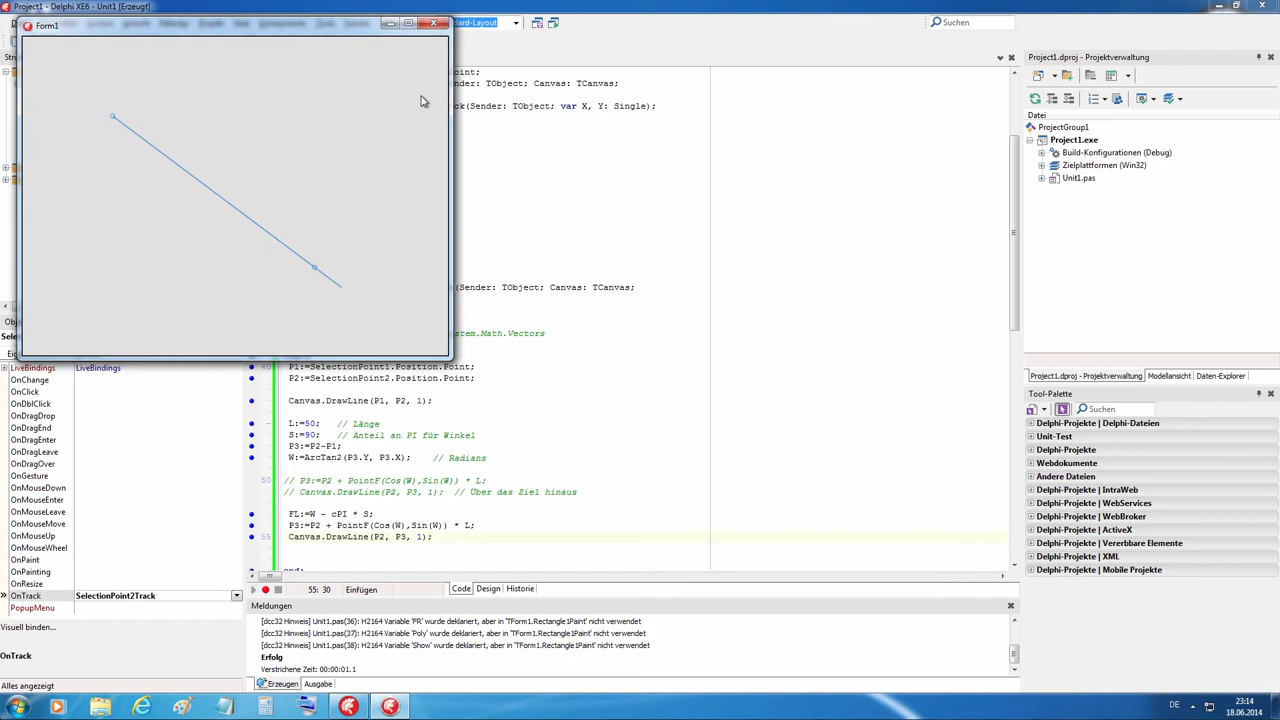 Project1 - Delphi XE6 - Unit1 [Erzeugt]
Form1
dard-Layout
Suchen
Stru
oint;
nder: TObject; Canvas: TCanvas;
ck(Sender: TObject; var X, Y: Single);
(Sender: TObject; Canvas: TCanvas;
stem.Math.Vectors
Project1.dproj - Projektverwaltung
Datei
ProjectGroup1
Project1.exe
Build-Konfigurationen (Debug)
Zielplattformen (Win32)
Unit1.pas
Obj
Selec
Eig
LiveBindings LiveBindings
OnChange
OnClick
OnDblClick
OnDragDrop
OnDragEnd
OnDragEnter
OnDragLeave
OnDragOver
OnGesture
OnMouseDown
OnMouseEnter
OnMouseLeave
OnMouseMove
OnMouseUp
OnMouseWheel
OnPaint
OnPainting
OnResize
OnTrack SelectionPoint2Track
PopupMenu
Visuell binden...
OnTrack
Alles angezeigt
P1:=SelectionPoint1.Position.Point;
P2:=SelectionPoint2.Position.Point;
Canvas.DrawLine(P1, P2, 1);
L:=50; // Länge
S:=90; // Anteil an PI für Winkel
P3:=P2-P1;
W:=ArcTan2(P3.Y, P3.X); // Radians
50 // P3:=P2 + PointF(Cos(W),Sin(W)) * L;
// Canvas.DrawLine(P2, P3, 1); // Über das Ziel hinaus
FL:=W - cPI * S;
P3:=P2 + PointF(Cos(W),Sin(W)) * L;
55 Canvas.DrawLine(P2, P3, 1);
end;
55: 30 Einfügen Code Design Historie
Meldungen
[dcc32 Hinweis] Unit1.pas(36): H2164 Variable 'FR' wurde deklariert, aber in 'TForm1.Rectangle1Paint' nicht verwendet
[dcc32 Hinweis] Unit1.pas(37): H2164 Variable 'Poly' wurde deklariert, aber in 'TForm1.Rectangle1Paint' nicht verwendet
[dcc32 Hinweis] Unit1.pas(38): H2164 Variable 'Show' wurde deklariert, aber in 'TForm1.Rectangle1Paint' nicht verwendet
Erfolg
Verstrichene Zeit: 00:00:01.1
Erzeugen Ausgabe
Project1.dproj - Projektverwaltung Modellansicht Daten-Explorer
Tool-Palette
Suchen
Delphi-Projekte | Delphi-Dateien
Unit-Test
Delphi-Projekte
Webdokumente
Andere Dateien
Delphi-Projekte | IntraWeb
Delphi-Projekte | WebServices
Delphi-Projekte | WebBroker
Delphi-Projekte | ActiveX
Delphi-Projekte | Vererbbare Elemente
Delphi-Projekte | XML
Delphi-Projekte | Mobile Projekte
DE
23:14
18.06.2014